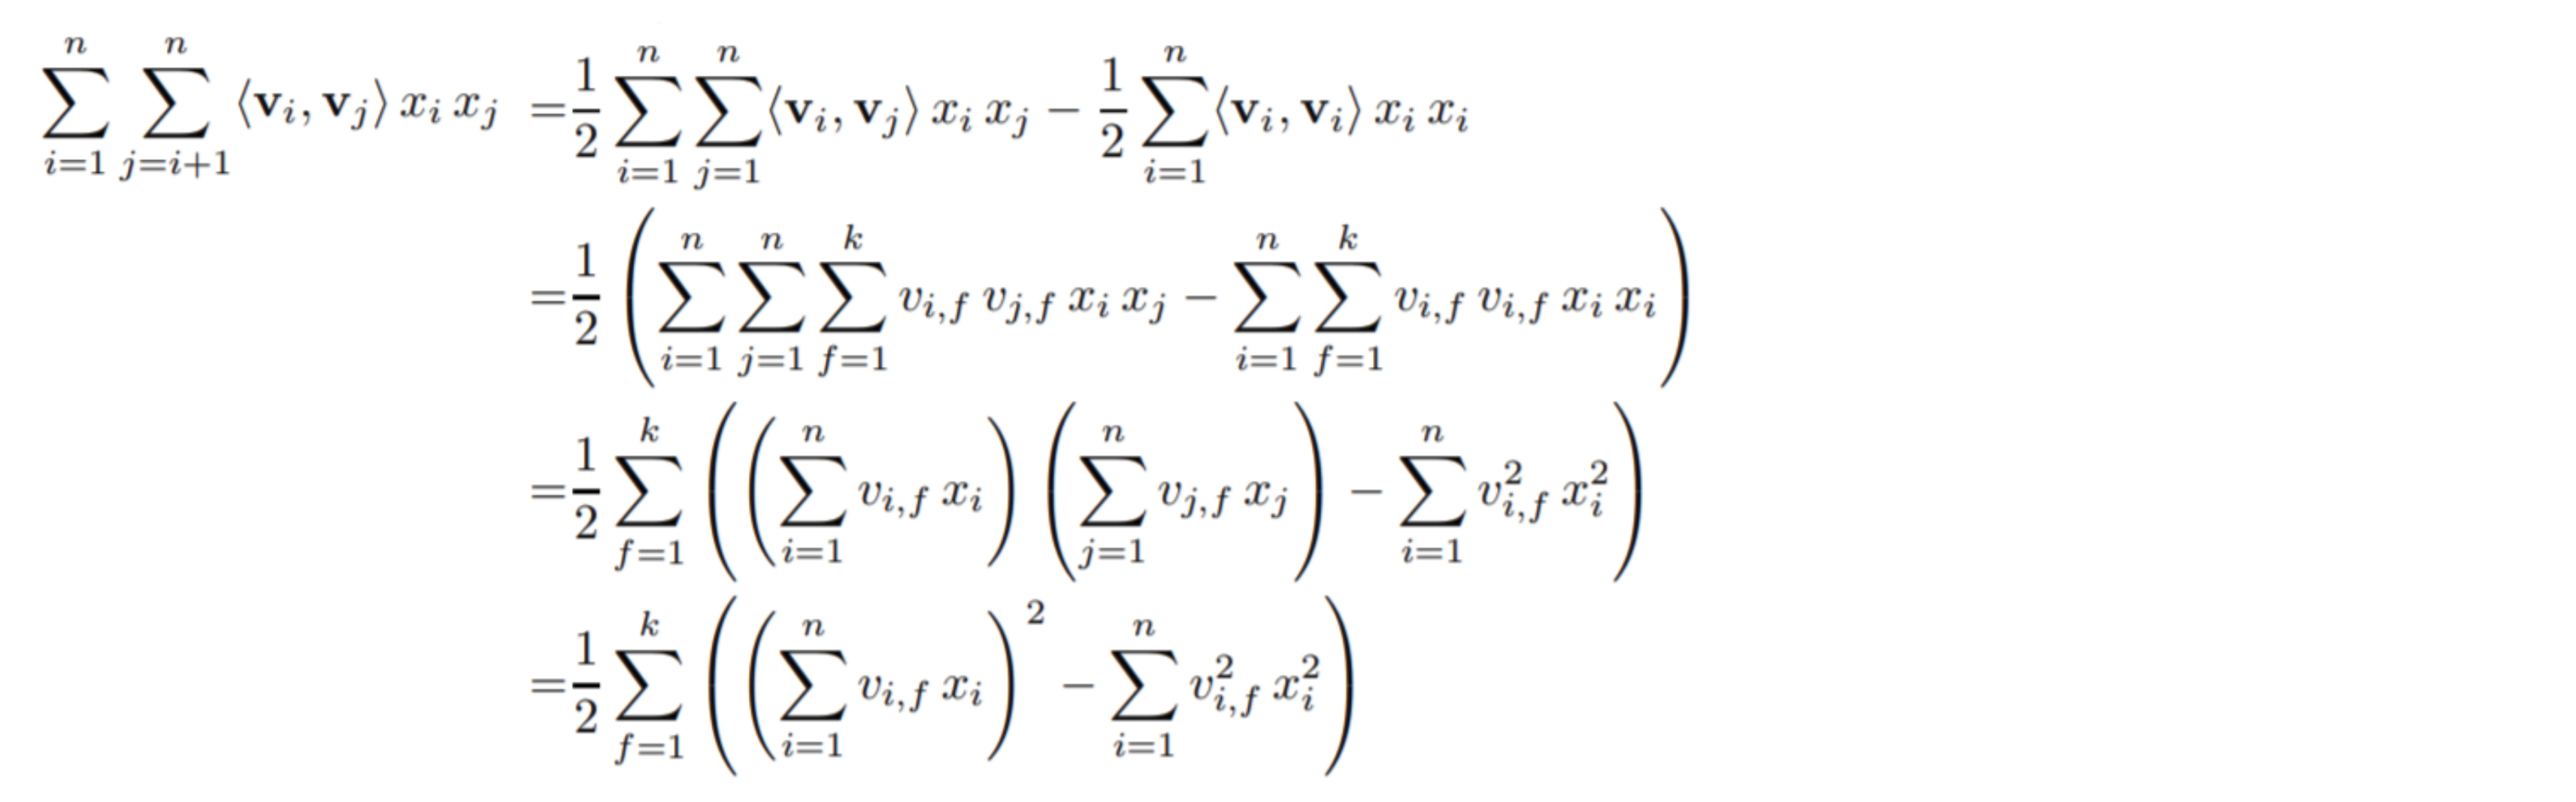 \sum_{i=1}^{n} \sum_{j=i+1}^{n} \langle \mathbf{v}_i, \mathbf{v}_j \rangle x_i x_j = \frac{1}{2} \sum_{i=1}^{n} \sum_{j=1}^{n} \langle \mathbf{v}_i, \mathbf{v}_j \rangle x_i x_j - \frac{1}{2} \sum_{i=1}^{n} \langle \mathbf{v}_i, \mathbf{v}_i \rangle x_i x_i
= \frac{1}{2} \left( \sum_{i=1}^{n} \sum_{j=1}^{n} \sum_{f=1}^{k} v_{i,f} v_{j,f} x_i x_j - \sum_{i=1}^{n} \sum_{f=1}^{k} v_{i,f} v_{i,f} x_i x_i \right)
= \frac{1}{2} \sum_{f=1}^{k} \left( \left( \sum_{i=1}^{n} v_{i,f} x_i \right) \left( \sum_{j=1}^{n} v_{j,f} x_j \right) - \sum_{i=1}^{n} v_{i,f}^2 x_i^2 \right)
= \frac{1}{2} \sum_{f=1}^{k} \left( \left( \sum_{i=1}^{n} v_{i,f} x_i \right)^2 - \sum_{i=1}^{n} v_{i,f}^2 x_i^2 \right)